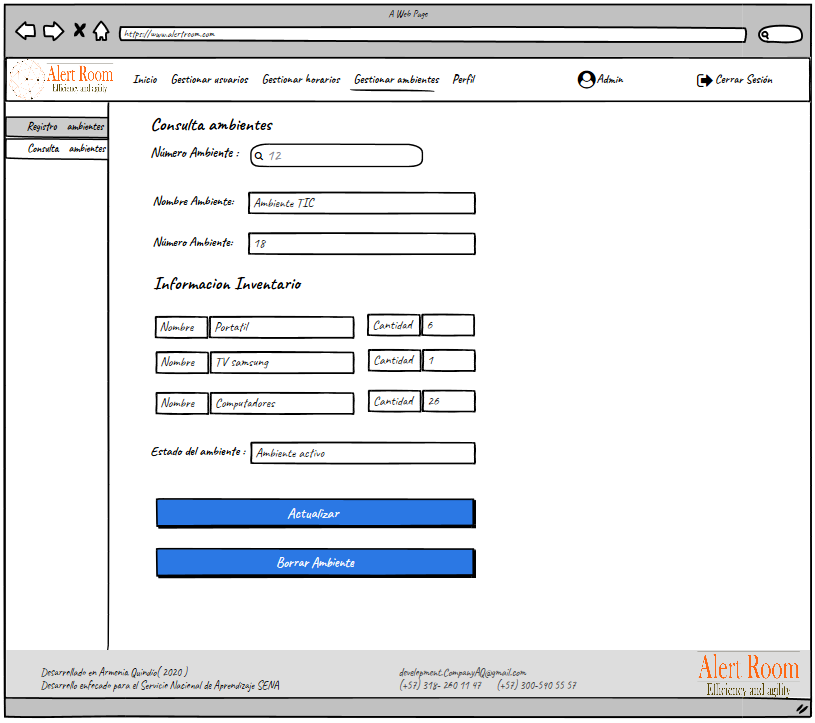 A Web Page
https://www.alertroom.com
Alert Room
Efficiency and agility
Inicio Gestionar usuarios Gestionar horarios Gestionar ambientes Perfil Admin Cerrar Sesión
Registro ambientes
Consulta ambientes
Consulta ambientes
Número Ambiente : 12
Nombre Ambiente: Ambiente TIC
Número Ambiente: 18
Informacion Inventario
Nombre Portatil Cantidad 6
Nombre TV samsung Cantidad 1
Nombre Computadores Cantidad 26
Estado del ambiente : Ambiente activo
Actualizar
Borrar Ambiente
Desarrollado en Armenia Quindio( 2020 )
Desarrollo enfocado para el Servicio Nacional de Aprendizaje SENA
development.CompanyAQ@gmail.com
(+57) 318- 260 11 47 (+57) 300-540 55 57
Alert Room
Efficiency and agility